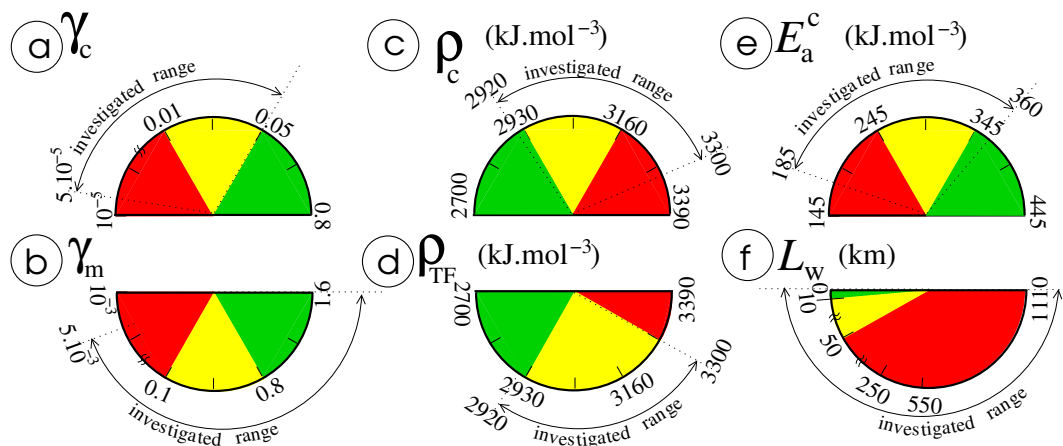 a γc
investigated range
5.10⁻⁵
10⁻⁵
0.01
0.05
0.8
c ρc (kJ.mol⁻³)
investigated range
2920
2700
2930
3160
3300
3390
e Eₐᶜ (kJ.mol⁻³)
investigated range
185
145
245
345
360
445
b γm
10⁻³
5.10⁻³
0.1
0.8
1.6
investigated range
d ρTF (kJ.mol⁻³)
2700
2930
2920
3160
3300
3390
investigated range
f Lw (km)
0
10
50
250
550
1110
investigated range